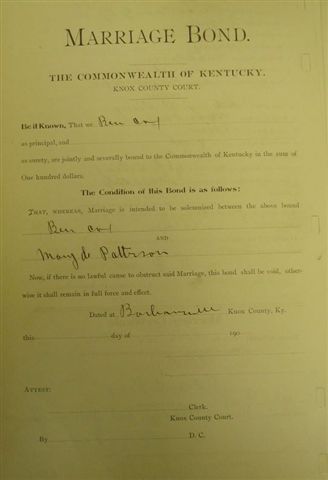 MARRIAGE BOND.
THE COMMONWEALTH OF KENTUCKY.
KNOX COUNTY COURT.
Be it Known, That we Ben Cox
as principal, and
as surety, are jointly and severally bound to the Commonwealth of Kentucky in the sum of
One hundred dollars.
The Condition of this Bond is as follows:
THAT, WHEREAS, Marriage is intended to be solemnized between the above bound
Ben Cox
AND
Mary Patterson
Now, if there is no lawful cause to obstruct said Marriage, this bond shall be void, other-
wise it shall remain in full force and effect.
Dated at Barbourville Knox County, Ky.
this day of 190
ATTEST:
Clerk.
Knox County Court.
By D. C.